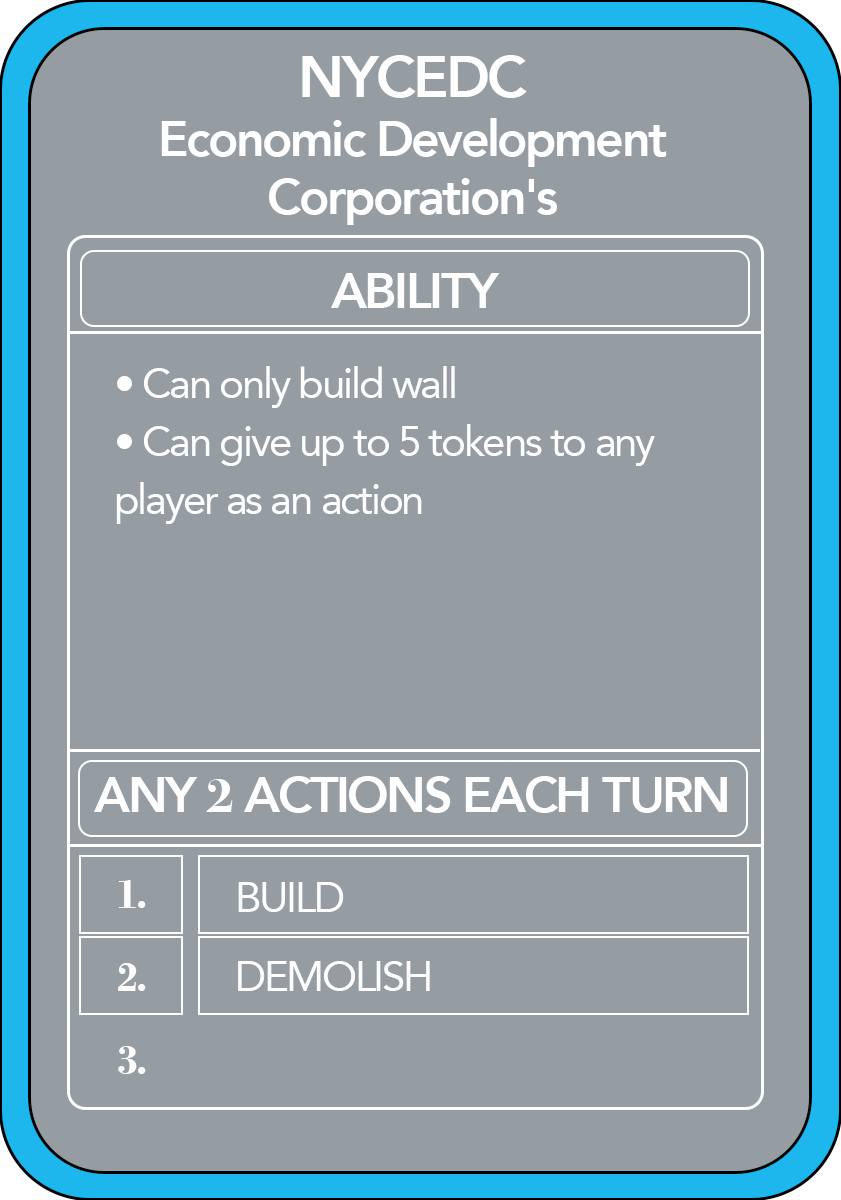 NYCEDC
Economic Development
Corporation's
ABILITY
• Can only build wall
• Can give up to 5 tokens to any
player as an action
ANY 2 ACTIONS EACH TURN
1. BUILD
2. DEMOLISH
3.